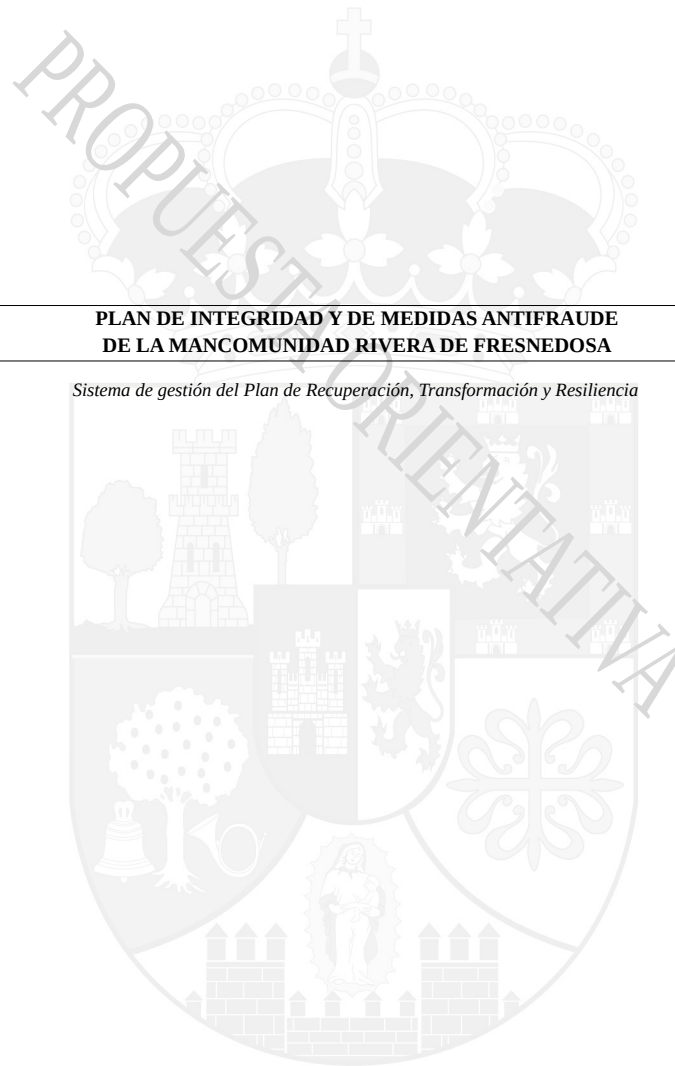 PROPUESTA ORIENTATIVA
PLAN DE INTEGRIDAD Y DE MEDIDAS ANTIFRAUDE
DE LA MANCOMUNIDAD RIVERA DE FRESNEDOSA
Sistema de gestión del Plan de Recuperación, Transformación y Resiliencia